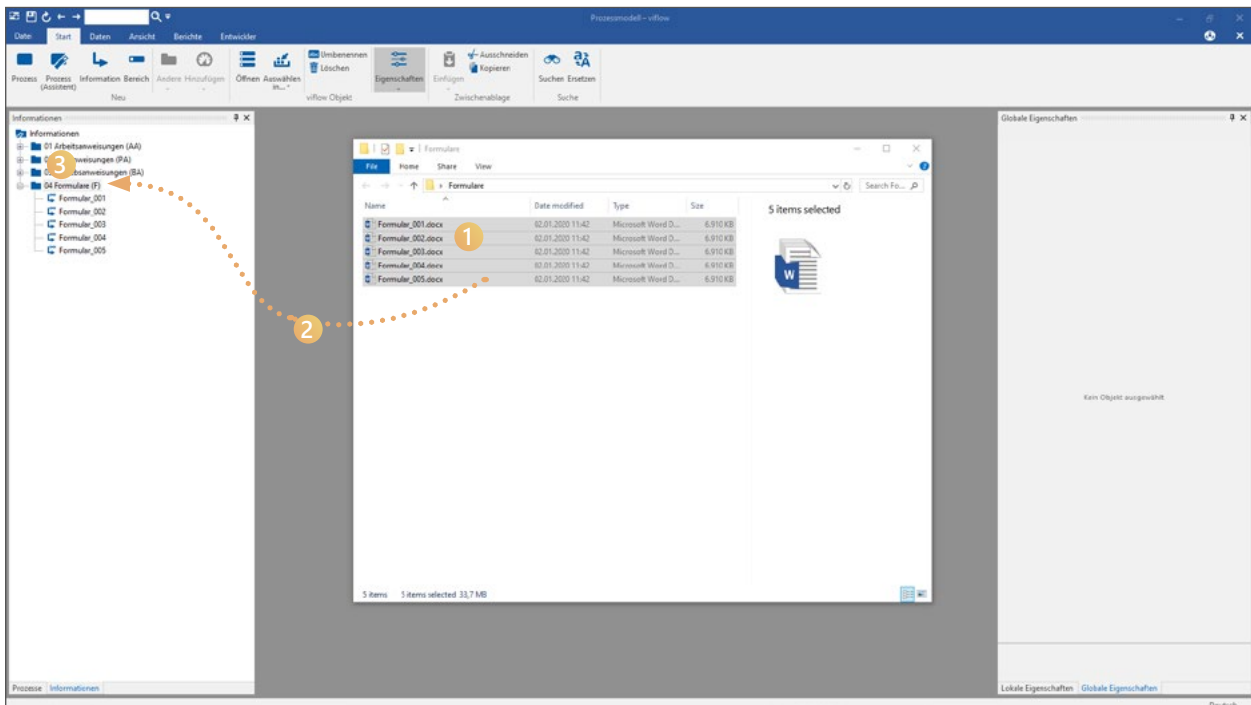 Prozessmodell - viflow
Datei Start Daten Ansicht Berichte Entwickler
Prozess Prozess (Assistent) Information Bereich Andere Hinzufügen
Neu
Öffnen Auswählen in... Umbenennen Löschen
viflow Objekt
Eigenschaften
Einfügen Ausschneiden Kopieren
Zwischenablage
Suchen Ersetzen
Suche
Informationen
Informationen
01 Arbeitsanweisungen (AA)
weisungen (PA)
bsanweisungen (BA)
04 Formulare (F)
Formular_001
Formular_002
Formular_003
Formular_004
Formular_005
3
Prozesse Informationen
Formulare
File Home Share View
Formulare
Search Fo...
Name Date modified Type Size
Formular_001.docx 02.01.2020 11:42 Microsoft Word D... 6.910 KB
Formular_002.docx 02.01.2020 11:42 Microsoft Word D... 6.910 KB
Formular_003.docx 02.01.2020 11:42 Microsoft Word D... 6.910 KB
Formular_004.docx 02.01.2020 11:42 Microsoft Word D... 6.910 KB
Formular_005.docx 02.01.2020 11:42 Microsoft Word D... 6.910 KB
1
2
5 items selected
W
5 items 5 items selected 33,7 MB
Globale Eigenschaften
Kein Objekt ausgewählt
Lokale Eigenschaften Globale Eigenschaften
Deutsch